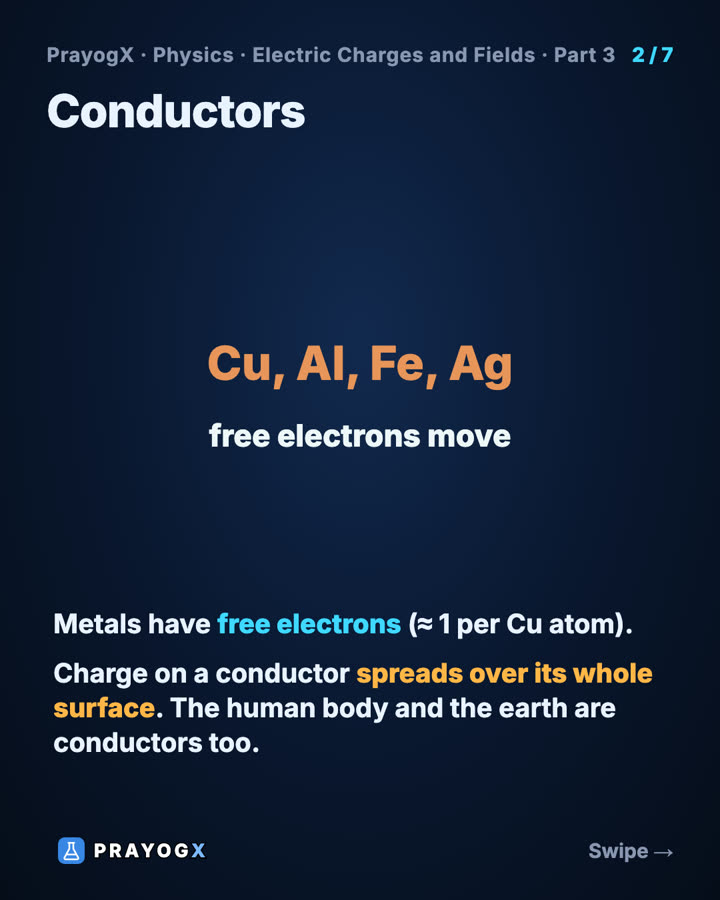 PrayogX · Physics · Electric Charges and Fields · Part 3 2 / 7
Conductors
Cu, Al, Fe, Ag
free electrons move
Metals have free electrons (≈ 1 per Cu atom).
Charge on a conductor spreads over its whole
surface. The human body and the earth are
conductors too.
PRAYOGX
Swipe →